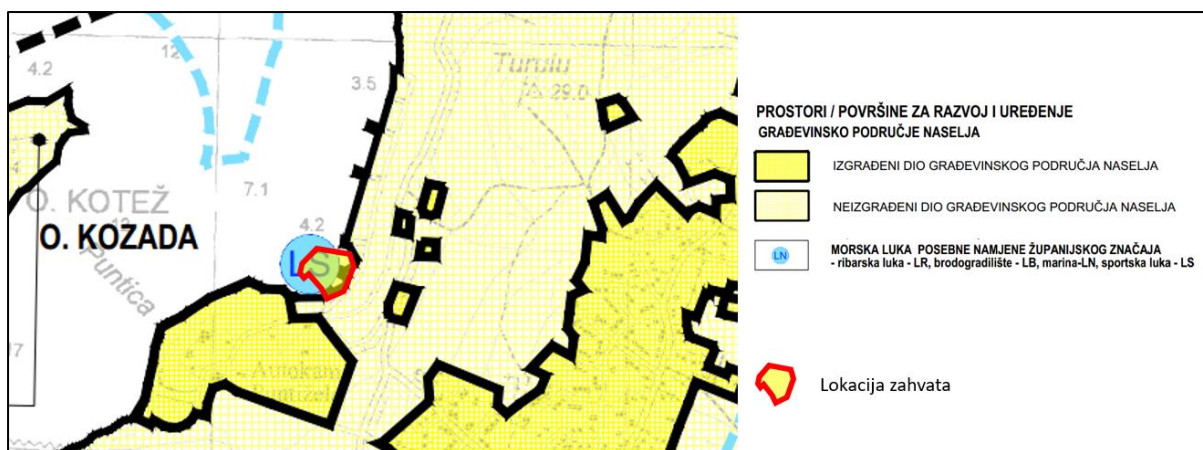 4.2
12
3.5
Turulu
29.0
7.1
O. KOTEŽ
O. KOZADA
Puntica
4.2
LS
Autokamp
PROSTORI / POVRŠINE ZA RAZVOJ I UREĐENJE
GRAĐEVINSKO PODRUČJE NASELJA
IZGRAĐENI DIO GRAĐEVINSKOG PODRUČJA NASELJA
NEIZGRAĐENI DIO GRAĐEVINSKOG PODRUČJA NASELJA
LN
MORSKA LUKA POSEBNE NAMJENE ŽUPANIJSKOG ZNAČAJA
- ribarska luka - LR, brodogradilište - LB, marina-LN, sportska luka - LS
Lokacija zahvata